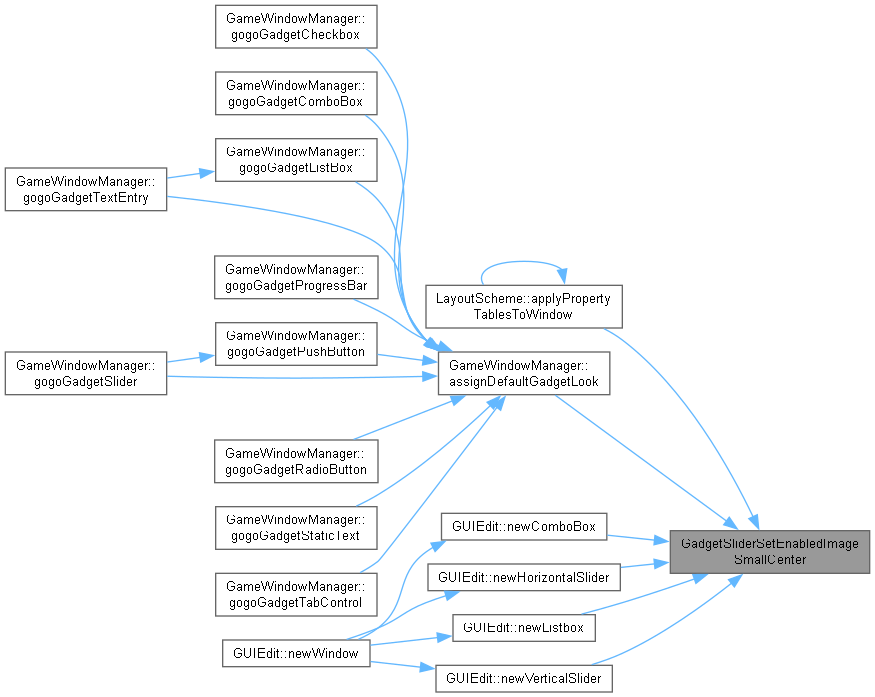 GameWindowManager::
gogoGadgetCheckbox
GameWindowManager::
gogoGadgetComboBox
GameWindowManager::
gogoGadgetListBox
GameWindowManager::
gogoGadgetTextEntry
GameWindowManager::
gogoGadgetProgressBar
LayoutScheme::applyProperty
TablesToWindow
GameWindowManager::
gogoGadgetPushButton
GameWindowManager::
gogoGadgetSlider
GameWindowManager::
assignDefaultGadgetLook
GameWindowManager::
gogoGadgetRadioButton
GameWindowManager::
gogoGadgetStaticText
GUIEdit::newComboBox
GadgetSliderSetEnabledImage
SmallCenter
GUIEdit::newHorizontalSlider
GameWindowManager::
gogoGadgetTabControl
GUIEdit::newListbox
GUIEdit::newWindow
GUIEdit::newVerticalSlider